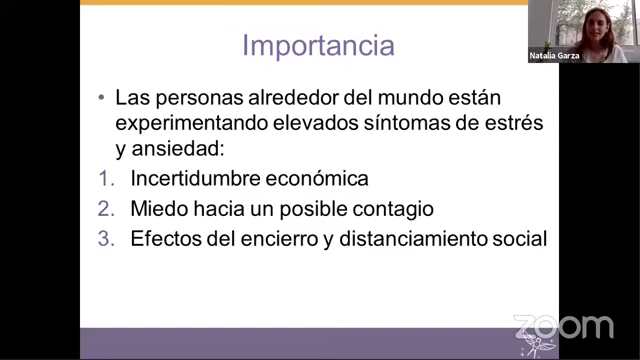 Importancia
Natalia Garza
• Las personas alrededor del mundo están
experimentando elevados síntomas de estrés
y ansiedad:
1. Incertidumbre económica
2. Miedo hacia un posible contagio
3. Efectos del encierro y distanciamiento social
zoom